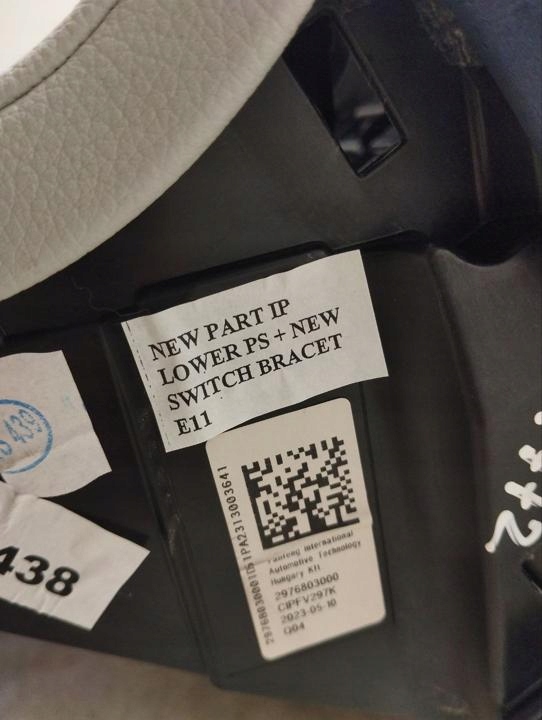 NEW PART IP
LOWER PS + NEW
SWITCH BRACET
E11
Yanfeng International
Automotive Technology
Hungary Kft
2976803000
CIPFV297K
2023-05-10
Q04
438